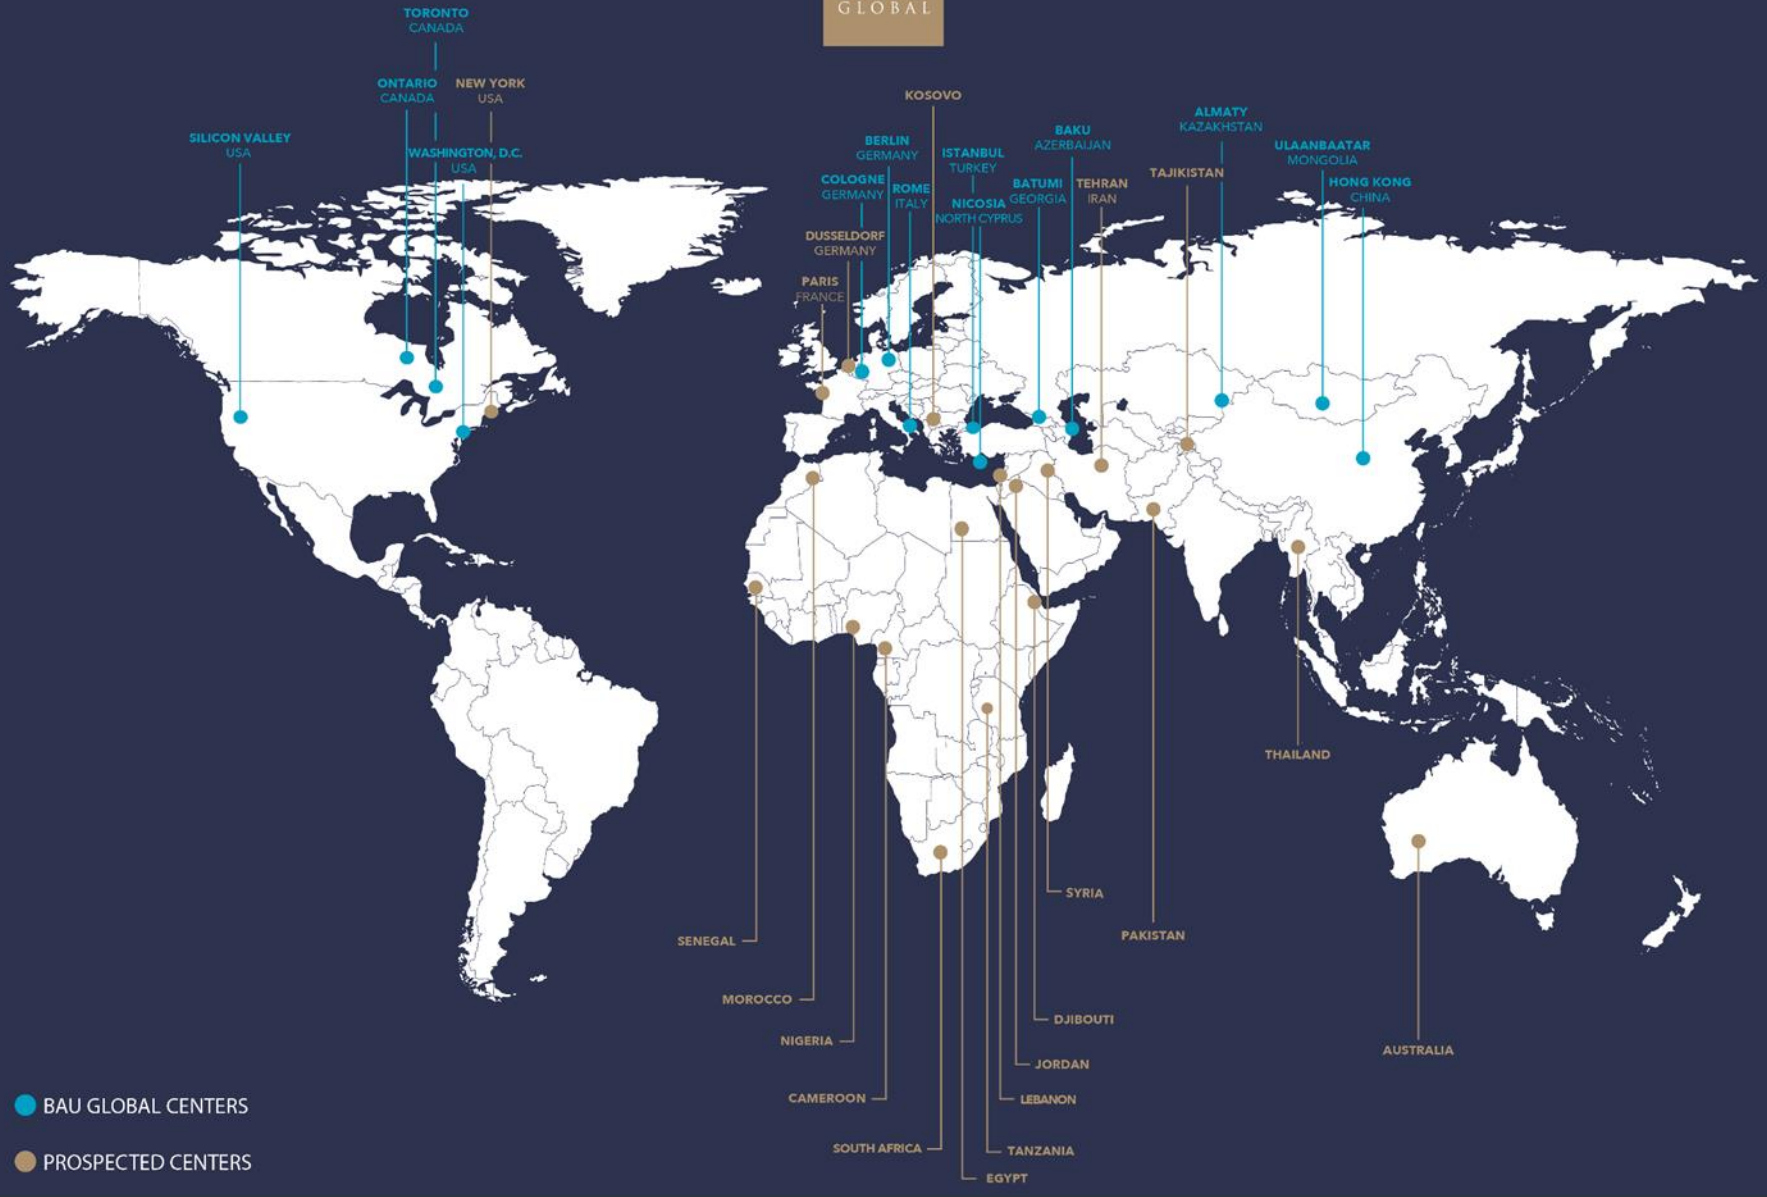 GLOBAL
TORONTO
CANADA
ONTARIO
CANADA
NEW YORK
USA
SILICON VALLEY
USA
WASHINGTON, D.C.
USA
KOSOVO
BERLIN
GERMANY
COLOGNE
GERMANY
ROME
ITALY
ISTANBUL
TURKEY
NICOSIA
NORTH CYPRUS
BATUMI
GEORGIA
BAKU
AZERBAIJAN
TEHRAN
IRAN
TAJIKISTAN
ALMATY
KAZAKHSTAN
ULAANBAATAR
MONGOLIA
HONG KONG
CHINA
DUSSELDORF
GERMANY
PARIS
FRANCE
THAILAND
SYRIA
PAKISTAN
SENEGAL
MOROCCO
DJIBOUTI
NIGERIA
AUSTRALIA
JORDAN
CAMEROON
LEBANON
SOUTH AFRICA
TANZANIA
EGYPT
BAU GLOBAL CENTERS
PROSPECTED CENTERS